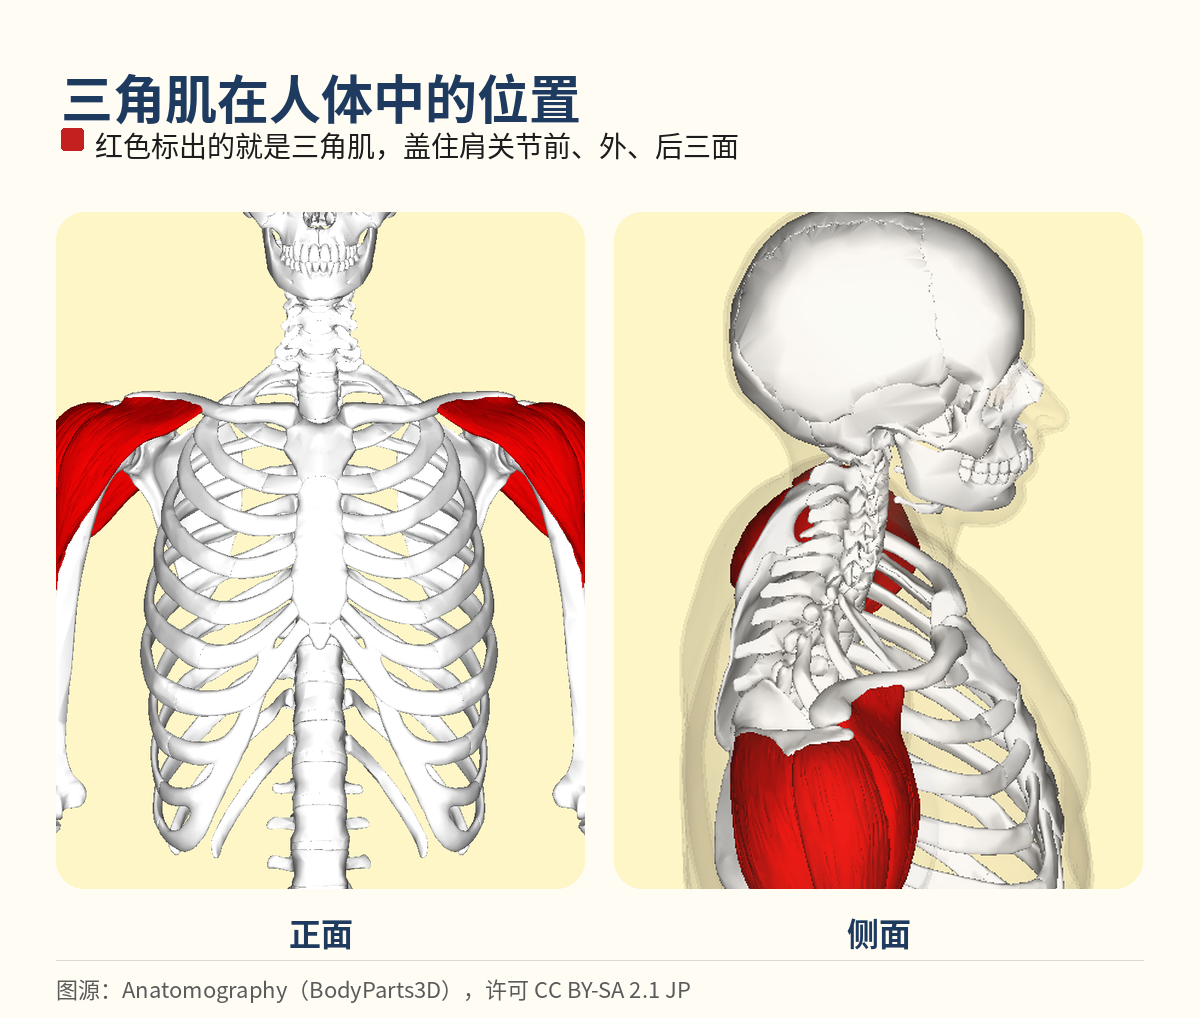 三角肌在人体中的位置
红色标出的就是三角肌，盖住肩关节前、外、后三面
正面
侧面
图源：Anatomography（BodyParts3D），许可 CC BY-SA 2.1 JP